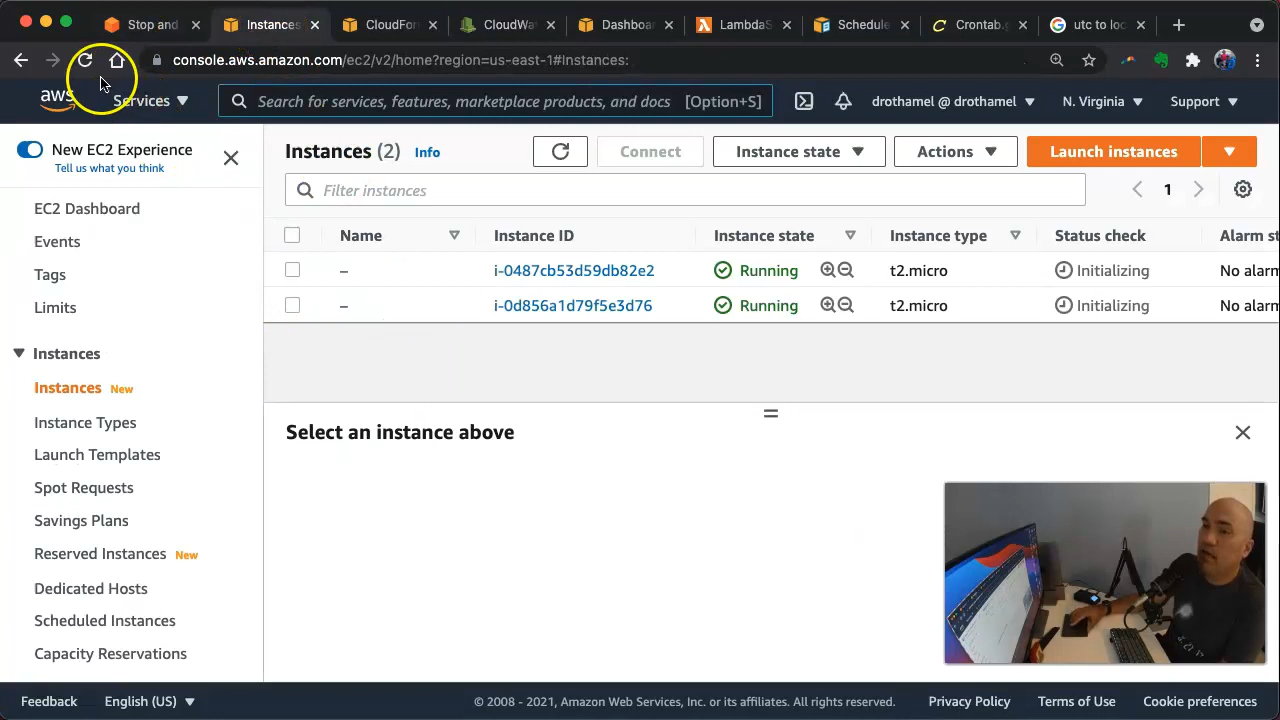 Stop and
Instances
CloudFor
CloudWa
Dashboa
LambdaS
Schedule
Crontab.g
utc to loc
console.aws.amazon.com/ec2/v2/home?region=us-east-1#Instances:
aws
Services
Search for services, features, marketplace products, and docs [Option+S]
drothamel @ drothamel
N. Virginia
Support
New EC2 Experience
Tell us what you think
EC2 Dashboard
Events
Tags
Limits
Instances
Instances New
Instance Types
Launch Templates
Spot Requests
Savings Plans
Reserved Instances New
Dedicated Hosts
Scheduled Instances
Capacity Reservations
Instances (2) Info
Connect
Instance state
Actions
Launch instances
Filter instances
1
Name Instance ID Instance state Instance type Status check Alarm st
– i-0487cb53d59db82e2 Running t2.micro Initializing No alarm
– i-0d856a1d79f5e3d76 Running t2.micro Initializing No alarm
Select an instance above
Feedback English (US) © 2008 - 2021, Amazon Web Services, Inc. or its affiliates. All rights reserved. Privacy Policy Terms of Use Cookie preferences